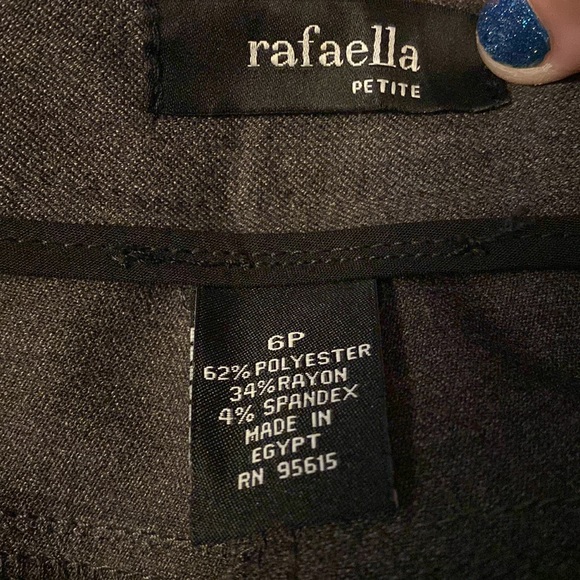 rafaella
PETITE
6P
62% POLYESTER
34% RAYON
4% SPANDEX
MADE IN
EGYPT
RN 95615